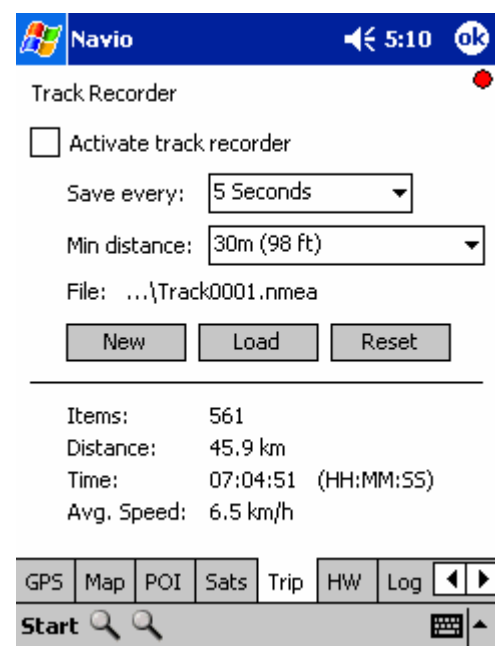 Navio 5:10 ok
Track Recorder
Activate track recorder
Save every: 5 Seconds
Min distance: 30m (98 ft)
File: ...\Track0001.nmea
New Load Reset
Items: 561
Distance: 45.9 km
Time: 07:04:51 (HH:MM:SS)
Avg. Speed: 6.5 km/h
GPS Map POI Sats Trip HW Log
Start